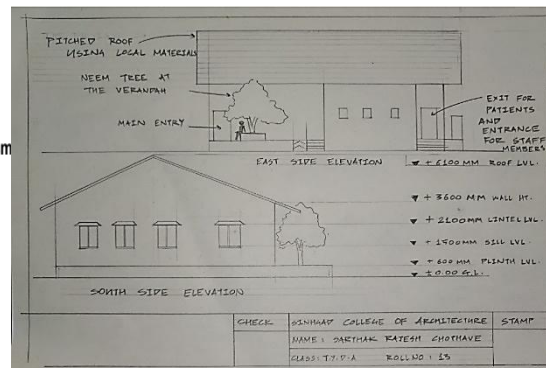 PITCHED ROOF
USING LOCAL MATERIALS
NEEM TREE AT
THE VERANDAH
MAIN ENTRY
EXIT FOR
PATIENTS
AND
ENTRANCE
FOR STAFF
MEMBERS
m
EAST SIDE ELEVATION
+ 6100 MM ROOF LVL.
+ 3600 MM WALL HT.
+ 2100MM LINTEL LVL.
SILL LVL.
+ 600 MM PLINTH LVL.
± 0.00 G.L.
SOUTH SIDE ELEVATION
CHECK
SINHGAD COLLEGE OF ARCHITECTURE
STAMP
NAME : SARTHAK RAJESH CHOTHAVE
CLASS: ROLL NO : 13